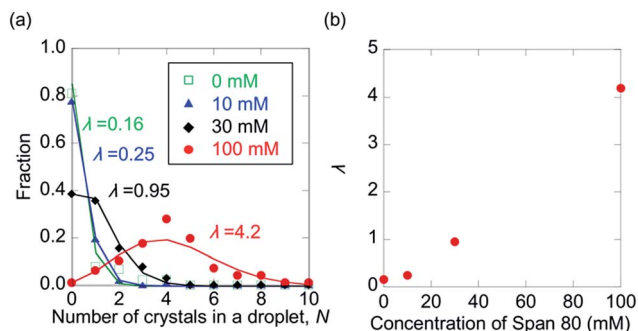 (a)
1.0
0.8
0.6
0.4
0.2
0.0
Fraction
0 mM
10 mM
30 mM
100 mM
λ=0.16
λ=0.25
λ=0.95
λ=4.2
0 2 4 6 8 10
Number of crystals in a droplet, N
(b)
5
4
3
2
1
0
λ
0 20 40 60 80 100
Concentration of Span 80 (mM)